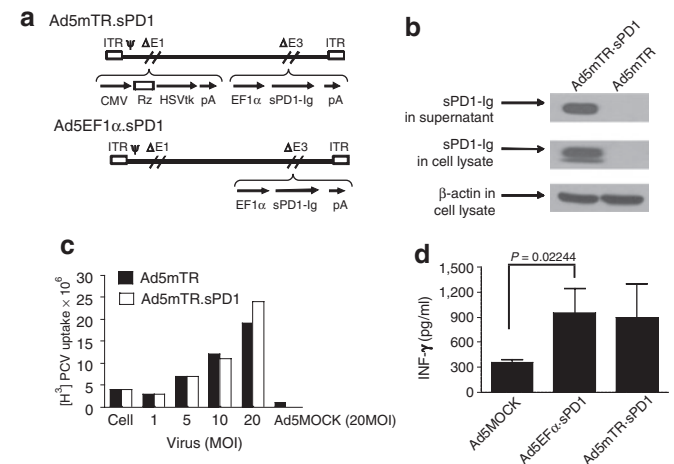 a
Ad5mTR.sPD1
ITR ψ ΔE1 ΔE3 ITR
CMV Rz HSVtk pA EF1α sPD1-Ig pA
Ad5EF1α.sPD1
ITR ψ ΔE1 ΔE3 ITR
EF1α sPD1-Ig pA
b
Ad5mTR·sPD1
Ad5mTR
sPD1-Ig
in supernatant
sPD1-Ig
in cell lysate
β-actin in
cell lysate
c
[H³] PCV uptake × 10⁶
30
25
20
15
10
5
0
Ad5mTR
Ad5mTR.sPD1
Cell 1 5 10 20 Ad5MOCK (20MOI)
Virus (MOI)
d
P = 0.02244
INF-γ (pg/ml)
1,500
1,200
900
600
300
0
Ad5MOCK
Ad5EFα·sPD1
Ad5mTR·sPD1